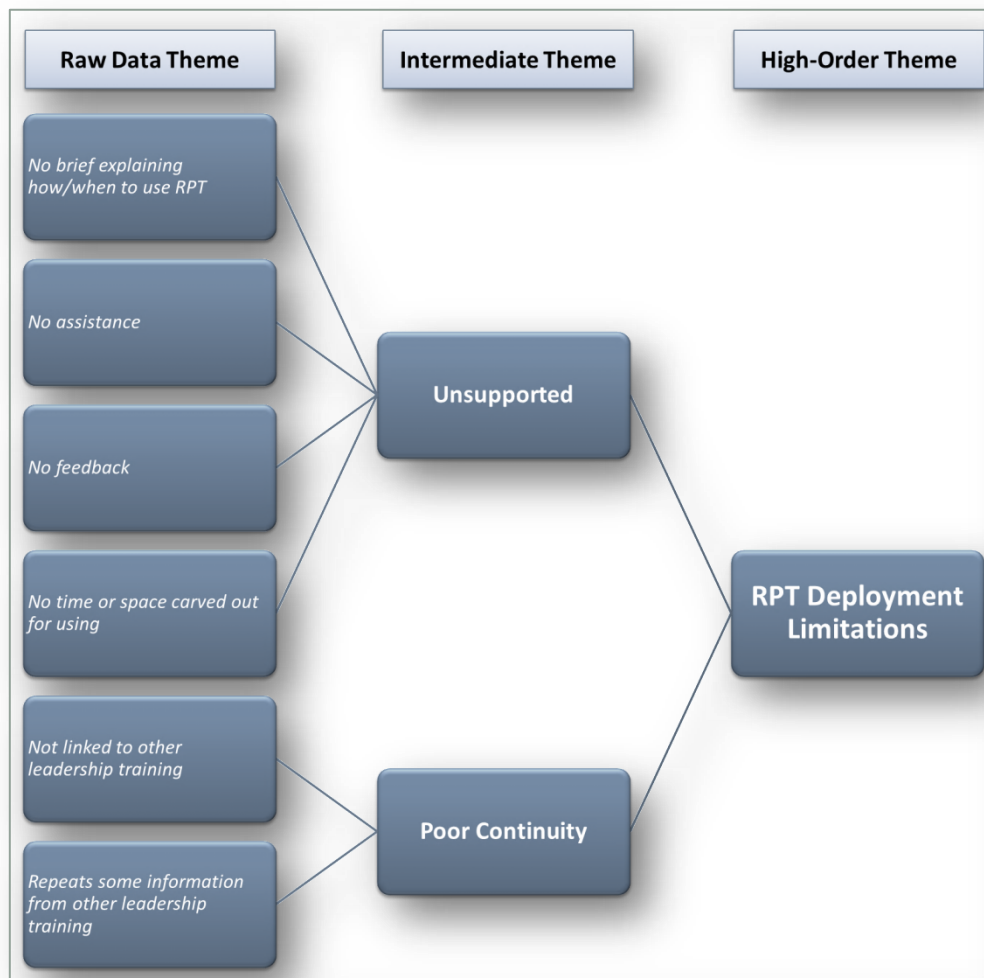 Raw Data Theme
Intermediate Theme
High-Order Theme
No brief explaining
how/when to use RPT
No assistance
No feedback
No time or space carved out
for using
Not linked to other
leadership training
Repeats some information
from other leadership
training
Unsupported
Poor Continuity
RPT Deployment
Limitations